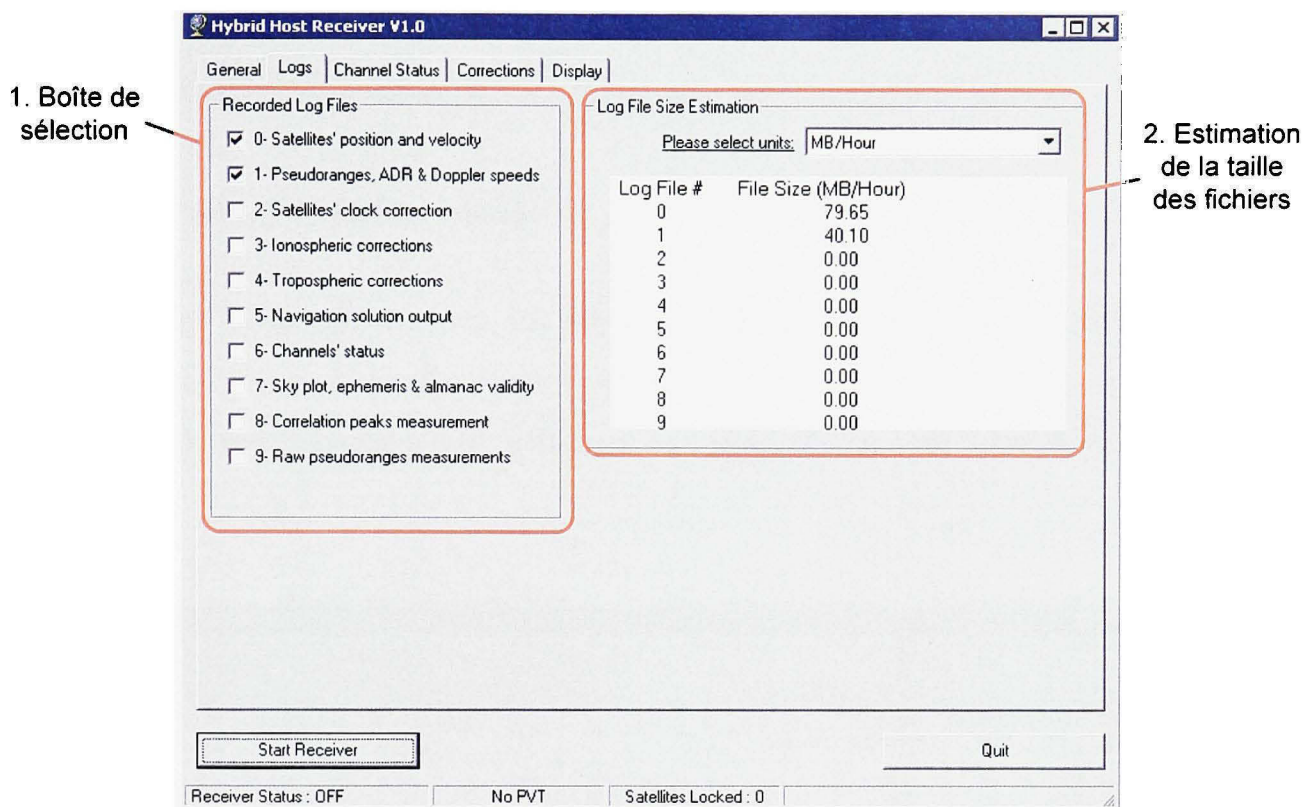 Hybrid Host Receiver V1.0
General Logs Channel Status Corrections Display
1. Boîte de
sélection
Recorded Log Files
0- Satellites' position and velocity
1- Pseudoranges, ADR & Doppler speeds
2- Satellites' clock correction
3- Ionospheric corrections
4- Tropospheric corrections
5- Navigation solution output
6- Channels' status
7- Sky plot, ephemeris & almanac validity
8- Correlation peaks measurement
9- Raw pseudoranges measurements
Log File Size Estimation
Please select units: MB/Hour
Log File # File Size (MB/Hour)
0 79.65
1 40.10
2 0.00
3 0.00
4 0.00
5 0.00
6 0.00
7 0.00
8 0.00
9 0.00
2. Estimation
de la taille
des fichiers
Start Receiver Quit
Receiver Status : OFF No PVT Satellites Locked : 0